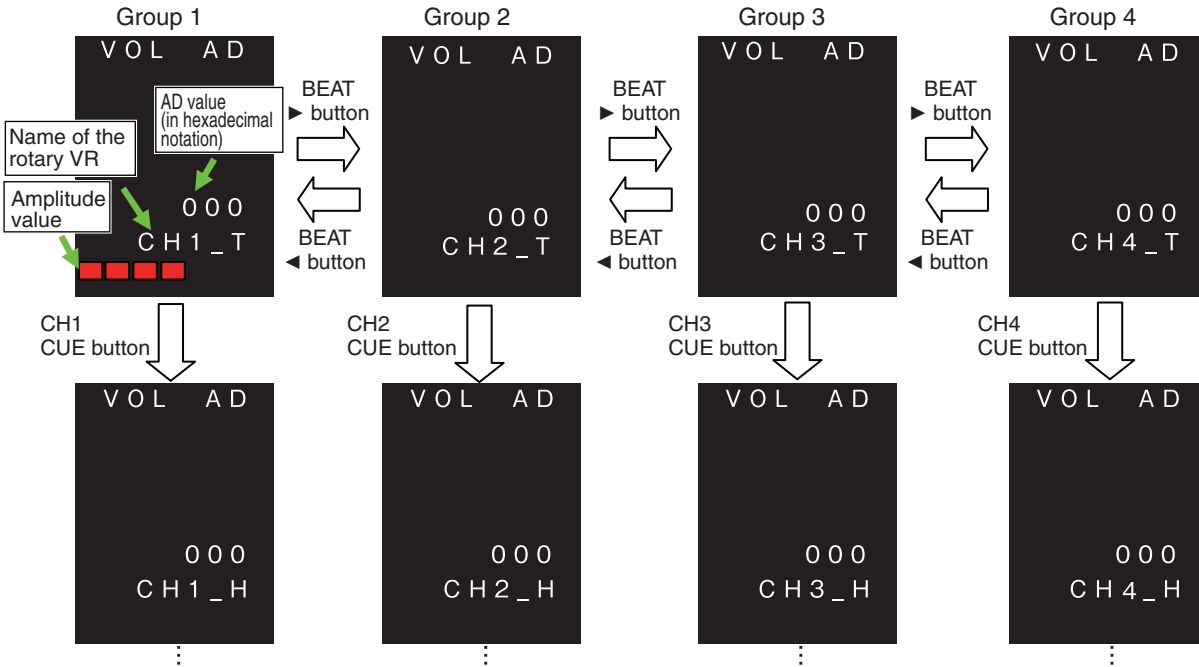 Group 1
Group 2
Group 3
Group 4
VOL AD
VOL AD
VOL AD
VOL AD
AD value
(in hexadecimal
notation)
Name of the
rotary VR
Amplitude
value
000
CH1_T
BEAT
► button
BEAT
◄ button
000
CH2_T
BEAT
► button
BEAT
◄ button
000
CH3_T
BEAT
► button
BEAT
◄ button
000
CH4_T
CH1
CUE button
CH2
CUE button
CH3
CUE button
CH4
CUE button
VOL AD
VOL AD
VOL AD
VOL AD
000
CH1_H
000
CH2_H
000
CH3_H
000
CH4_H